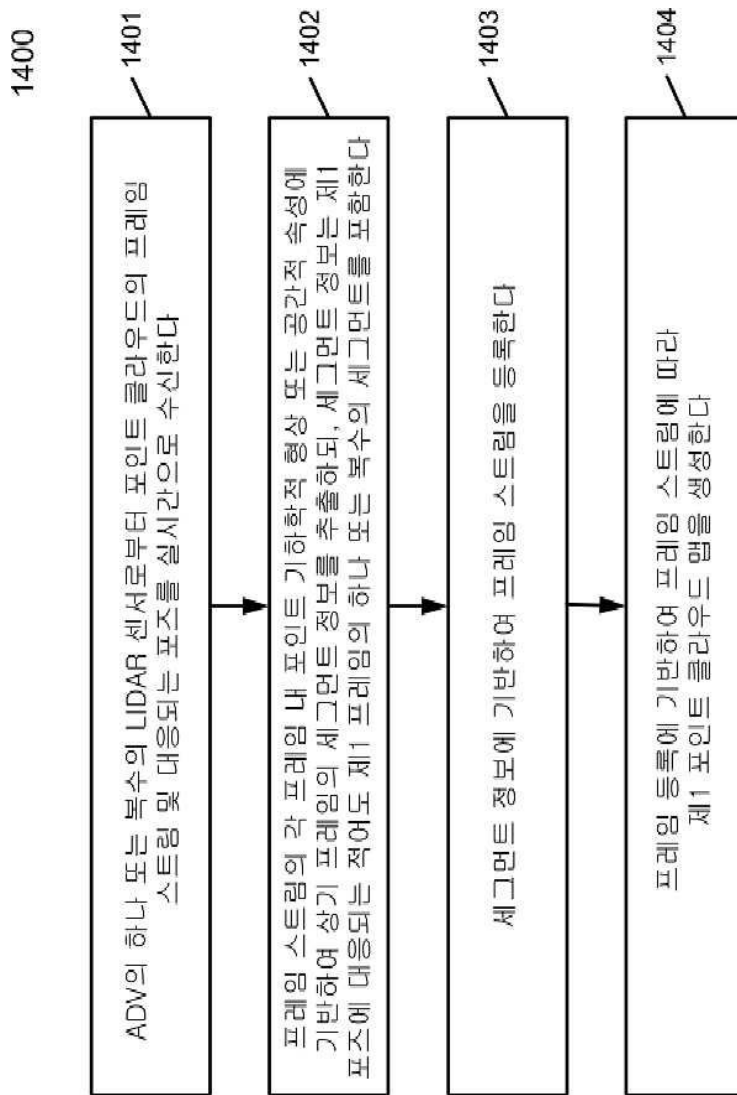 1400
1401
ADV의 하나 또는 복수의 LIDAR 센서로부터 포인트 클라우드의 프레임
스트림 및 대응되는 포즈를 실시간으로 수신한다
1402
프레임 스트림의 각 프레임 내 포인트 기하학적 형상 또는 공간적 속성에
기반하여 상기 프레임의 세그먼트 정보를 추출하되, 세그먼트 정보는 제1
포즈에 대응되는 적어도 제1 프레임의 하나 또는 복수의 세그먼트를 포함한다
1403
세그먼트 정보에 기반하여 프레임 스트림을 등록한다
1404
프레임 등록에 기반하여 프레임 스트림에 따라
제1 포인트 클라우드 맵을 생성한다